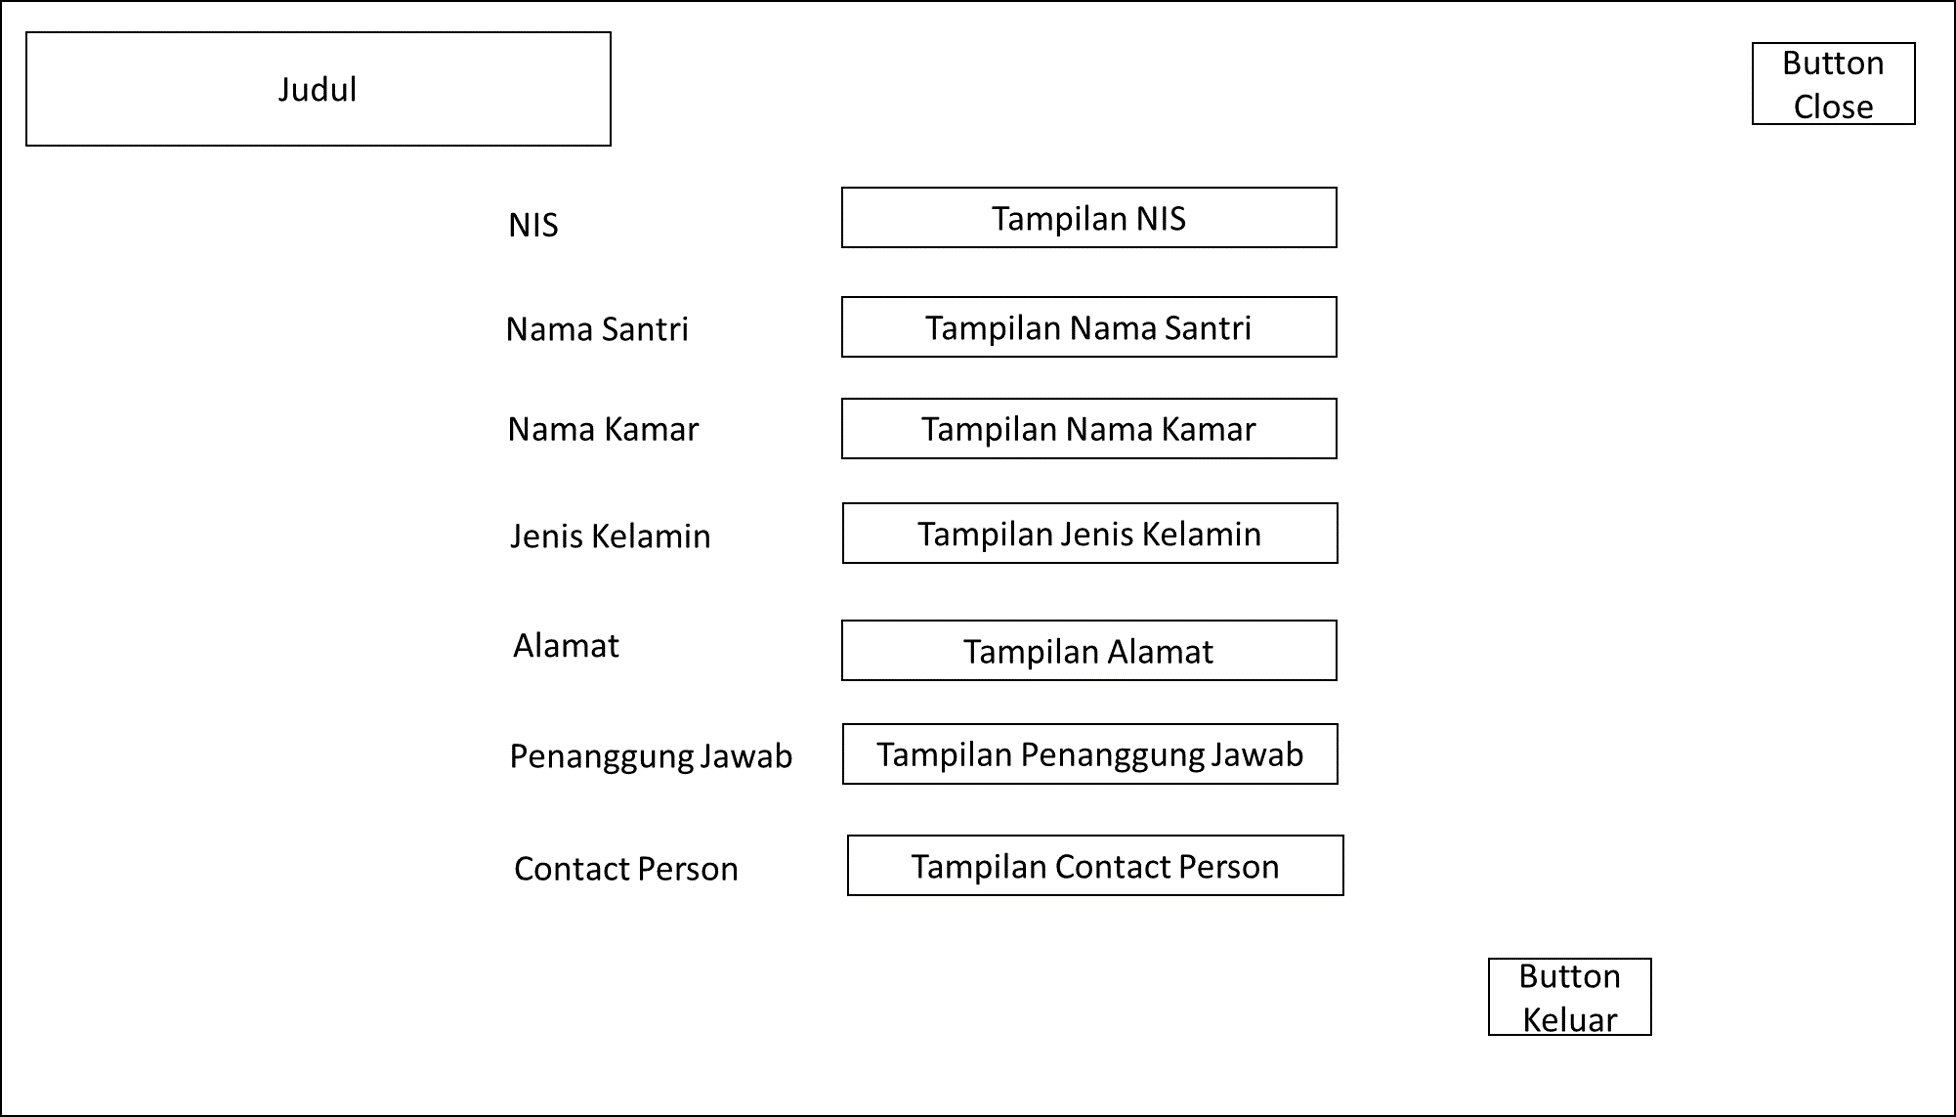 Judul
Button
Close
NIS
Tampilan NIS
Nama Santri
Tampilan Nama Santri
Nama Kamar
Tampilan Nama Kamar
Jenis Kelamin
Tampilan Jenis Kelamin
Alamat
Tampilan Alamat
Penanggung Jawab
Tampilan Penanggung Jawab
Contact Person
Tampilan Contact Person
Button
Keluar